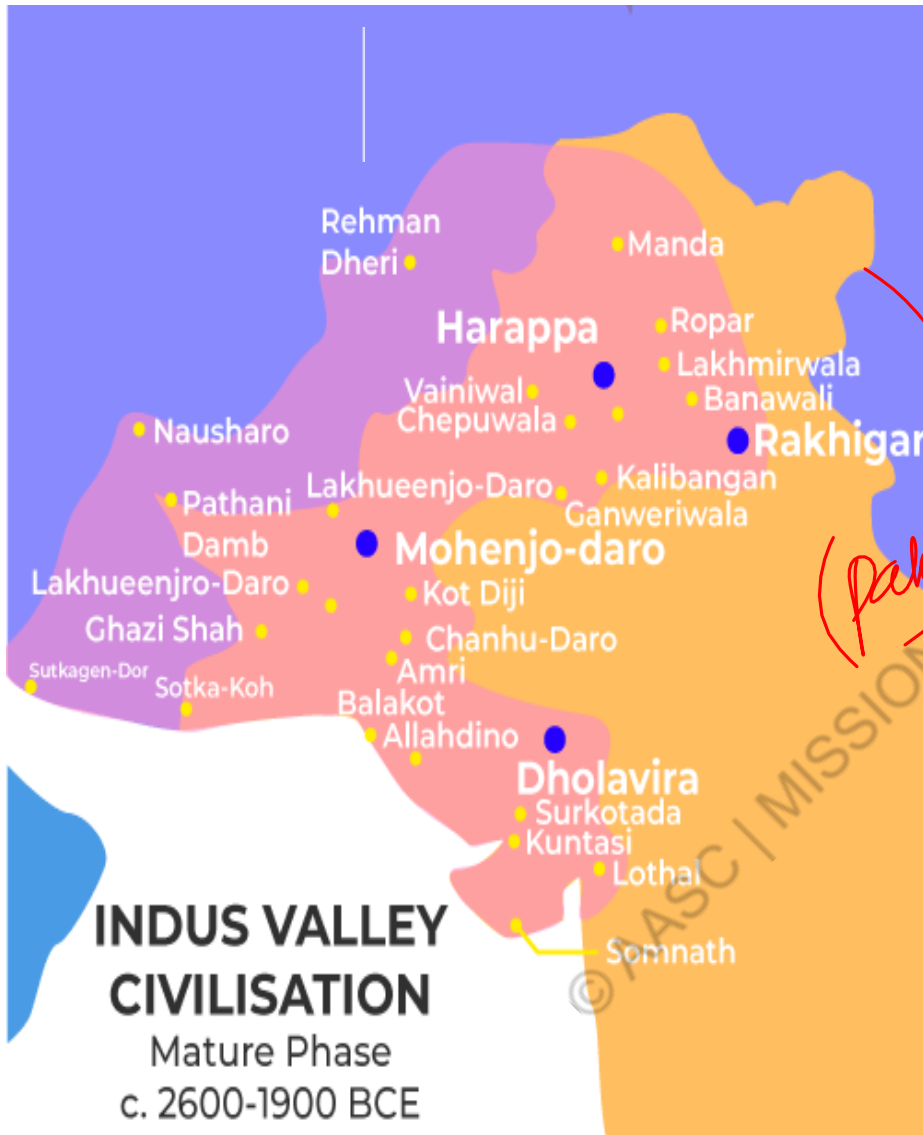 Rehman
Dheri
Manda
Harappa
Ropar
Lakhmirwala
Vainiwal
Banawali
Chepuwala
Nausharo
Rakhigar
Kalibangan
Lakhueenjo-Daro
Pathani
Damb
Ganweriwala
Mohenjo-daro
Lakhueenjro-Daro
Kot Diji
Ghazi Shah
Chanhu-Daro
Amri
Sutkagen-Dor
Sotka-Koh
Balakot
Allahdino
Dholavira
Surkotada
Kuntasi
Lothal
Somnath
INDUS VALLEY
CIVILISATION
Mature Phase
c. 2600-1900 BCE
© AASC | MISSION